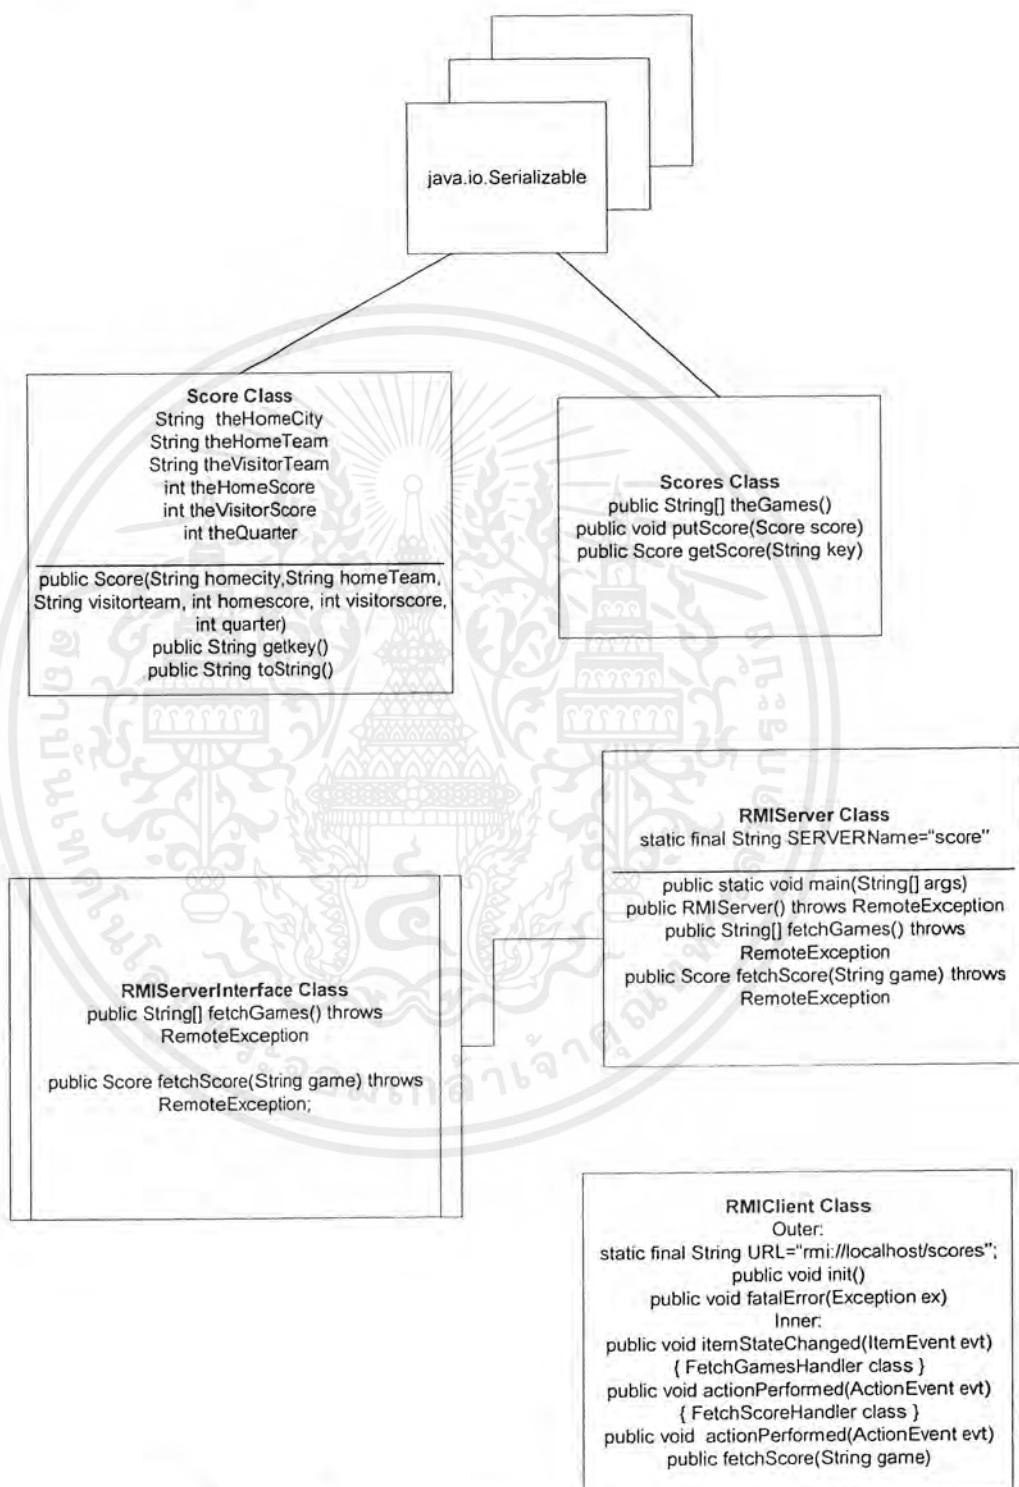 java.io.Serializable
Score Class
String theHomeCity
String theHomeTeam
String theVisitorTeam
int theHomeScore
int theVisitorScore
int theQuarter
public Score(String homecity,String homeTeam,
String visitorteam, int homescore, int visitorscore,
int quarter)
public String getkey()
public String toString()
Scores Class
public String[] theGames()
public void putScore(Score score)
public Score getScore(String key)
RMIServer Class
static final String SERVERName="score"
public static void main(String[] args)
public RMIServer() throws RemoteException
public String[] fetchGames() throws
RemoteException
public Score fetchScore(String game) throws
RemoteException
RMIServerInterface Class
public String[] fetchGames() throws
RemoteException
public Score fetchScore(String game) throws
RemoteException;
RMIClient Class
Outer:
static final String URL="rmi://localhost/scores";
public void init()
public void fatalError(Exception ex)
Inner:
public void itemStateChanged(ItemEvent evt)
{ FetchGamesHandler class }
public void actionPerformed(ActionEvent evt)
{ FetchScoreHandler class }
public void actionPerformed(ActionEvent evt)
public fetchScore(String game)